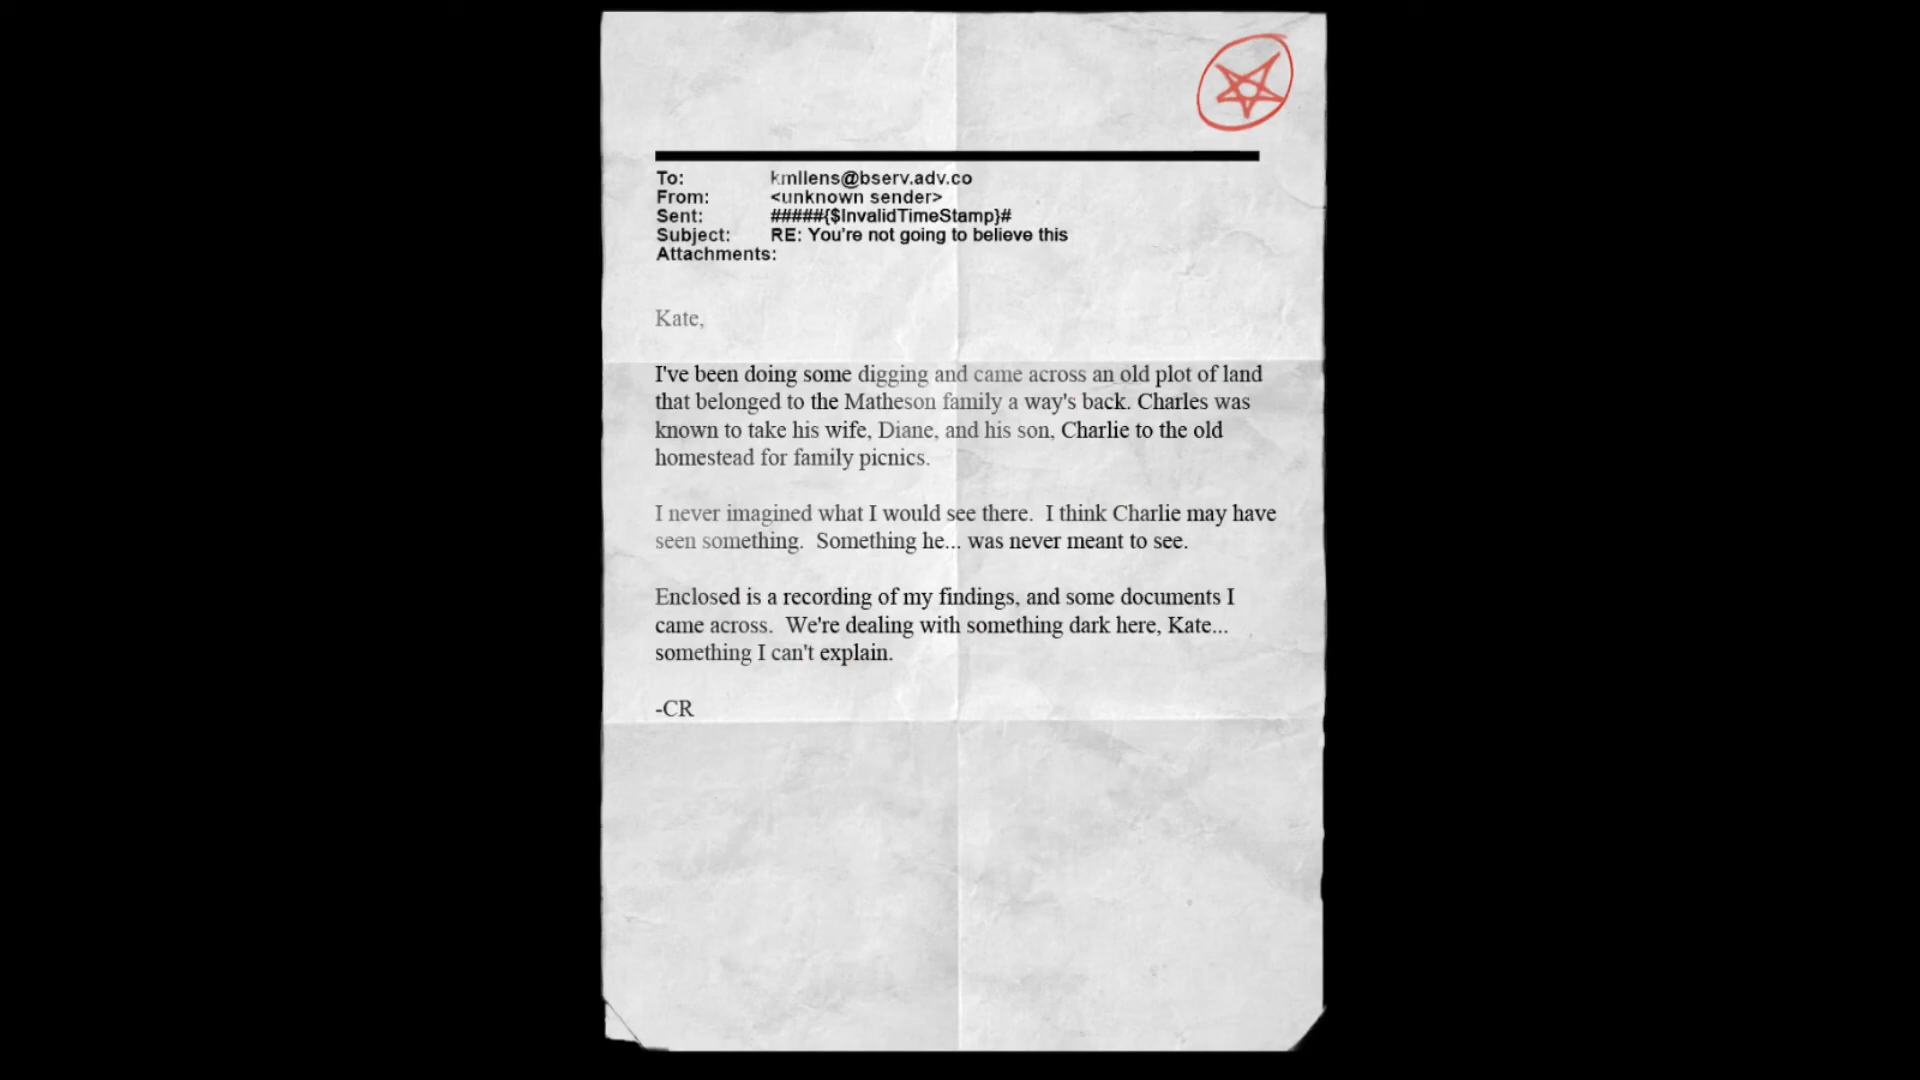 To: kmllens@bserv.adv.co
From: <unknown sender>
Sent: #####{$InvalidTimeStamp}#
Subject: RE: You're not going to believe this
Attachments:
Kate,
I've been doing some digging and came across an old plot of land
that belonged to the Matheson family a way's back. Charles was
known to take his wife, Diane, and his son, Charlie to the old
homestead for family picnics.
I never imagined what I would see there. I think Charlie may have
seen something. Something he... was never meant to see.
Enclosed is a recording of my findings, and some documents I
came across. We're dealing with something dark here, Kate...
something I can't explain.
-CR